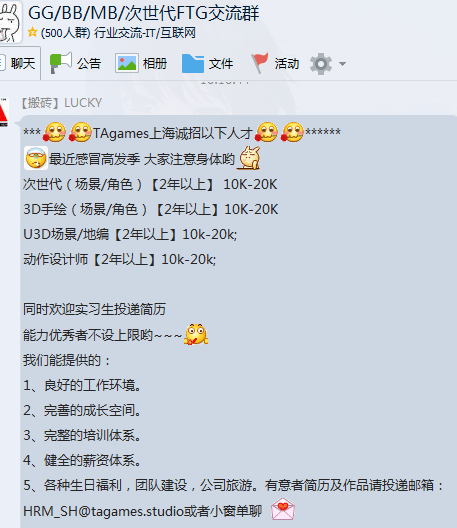 GG/BB/MB/次世代FTG交流群
(500人群) 行业交流-IT/互联网
聊天 公告 相册 文件 活动
【搬砖】LUCKY
***TAgames上海诚招以下人才******
最近感冒高发季 大家注意身体哟
次世代（场景/角色）【2年以上】 10K-20K
3D手绘（场景/角色）【2年以上】10K-20K
U3D场景/地编【2年以上】10k-20k;
动作设计师【2年以上】10k-20k;
同时欢迎实习生投递简历
能力优秀者不设上限哟~~~
我们能提供的：
1、良好的工作环境。
2、完善的成长空间。
3、完整的培训体系。
4、健全的薪资体系。
5、各种生日福利，团队建设，公司旅游。有意者简历及作品请投递邮箱：
HRM_SH@tagames.studio或者小窗单聊